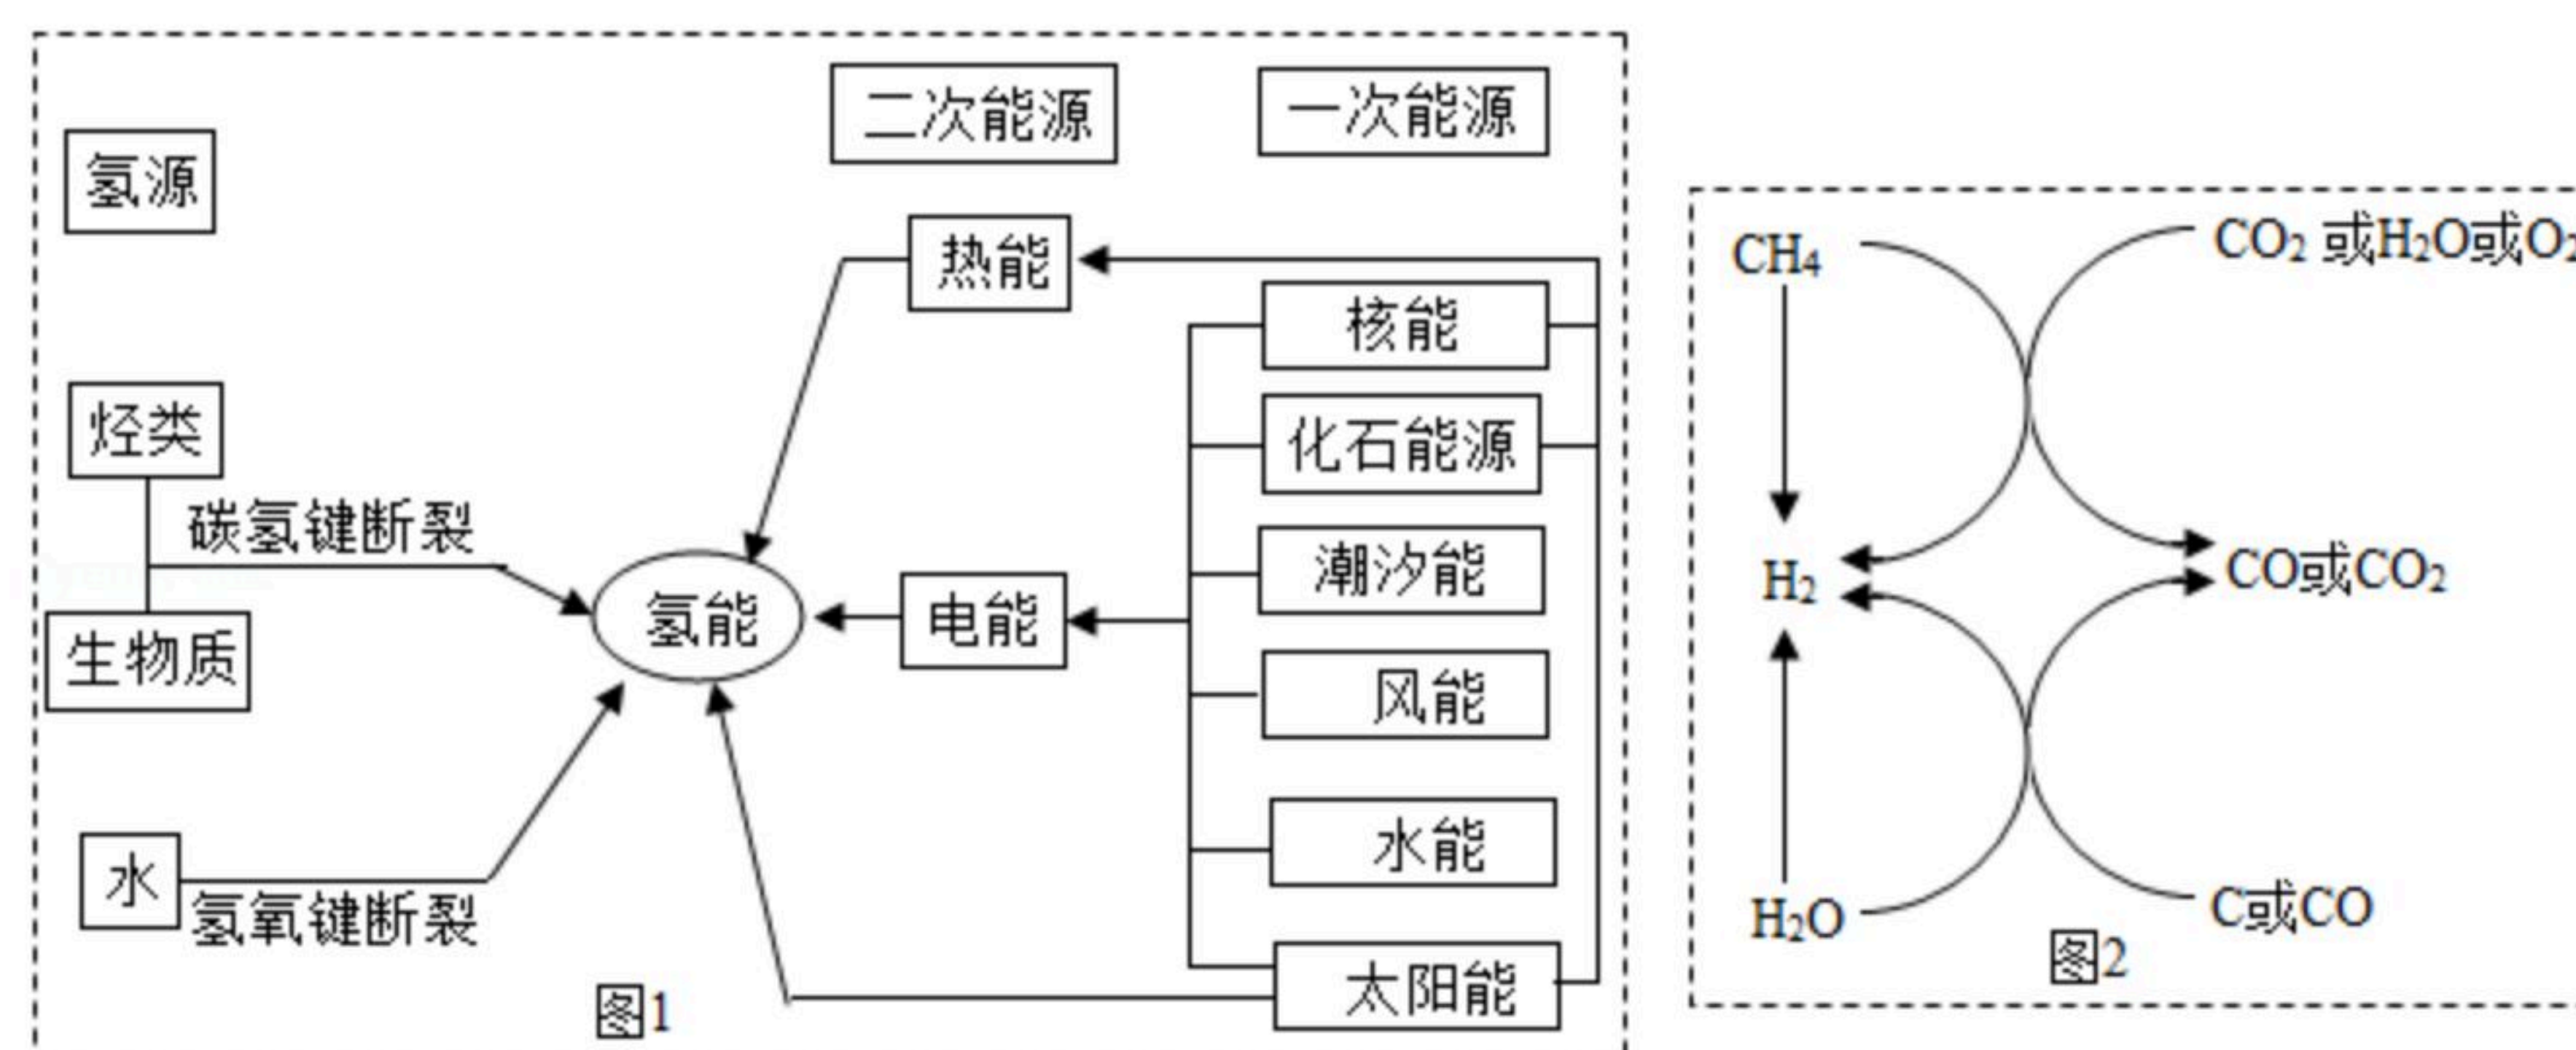 二次能源
一次能源
氢源
热能
核能
化石能源
烃类
碳氢键断裂
潮汐能
生物质
氢能
电能
风能
水能
水
氢氧键断裂
太阳能
图1
CH4
CO2 或H2O或O2
H2
CO或CO2
H2O
C或CO
图2